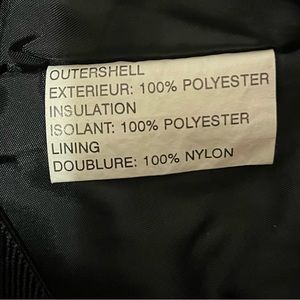 OUTERSHELL
EXTERIEUR: 100% POLYESTER
INSULATION
ISOLANT: 100% POLYESTER
LINING
DOUBLURE: 100% NYLON